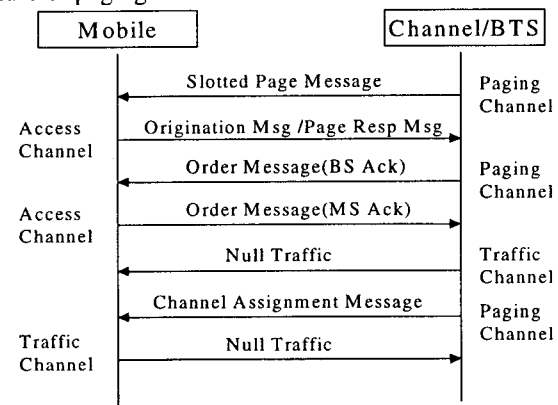 Mobile
Channel/BTS
Slotted Page Message
Paging
Channel
Access
Channel
Origination Msg /Page Resp Msg
Order Message(BS Ack)
Paging
Channel
Access
Channel
Order Message(MS Ack)
Null Traffic
Traffic
Channel
Channel Assignment Message
Paging
Channel
Traffic
Channel
Null Traffic